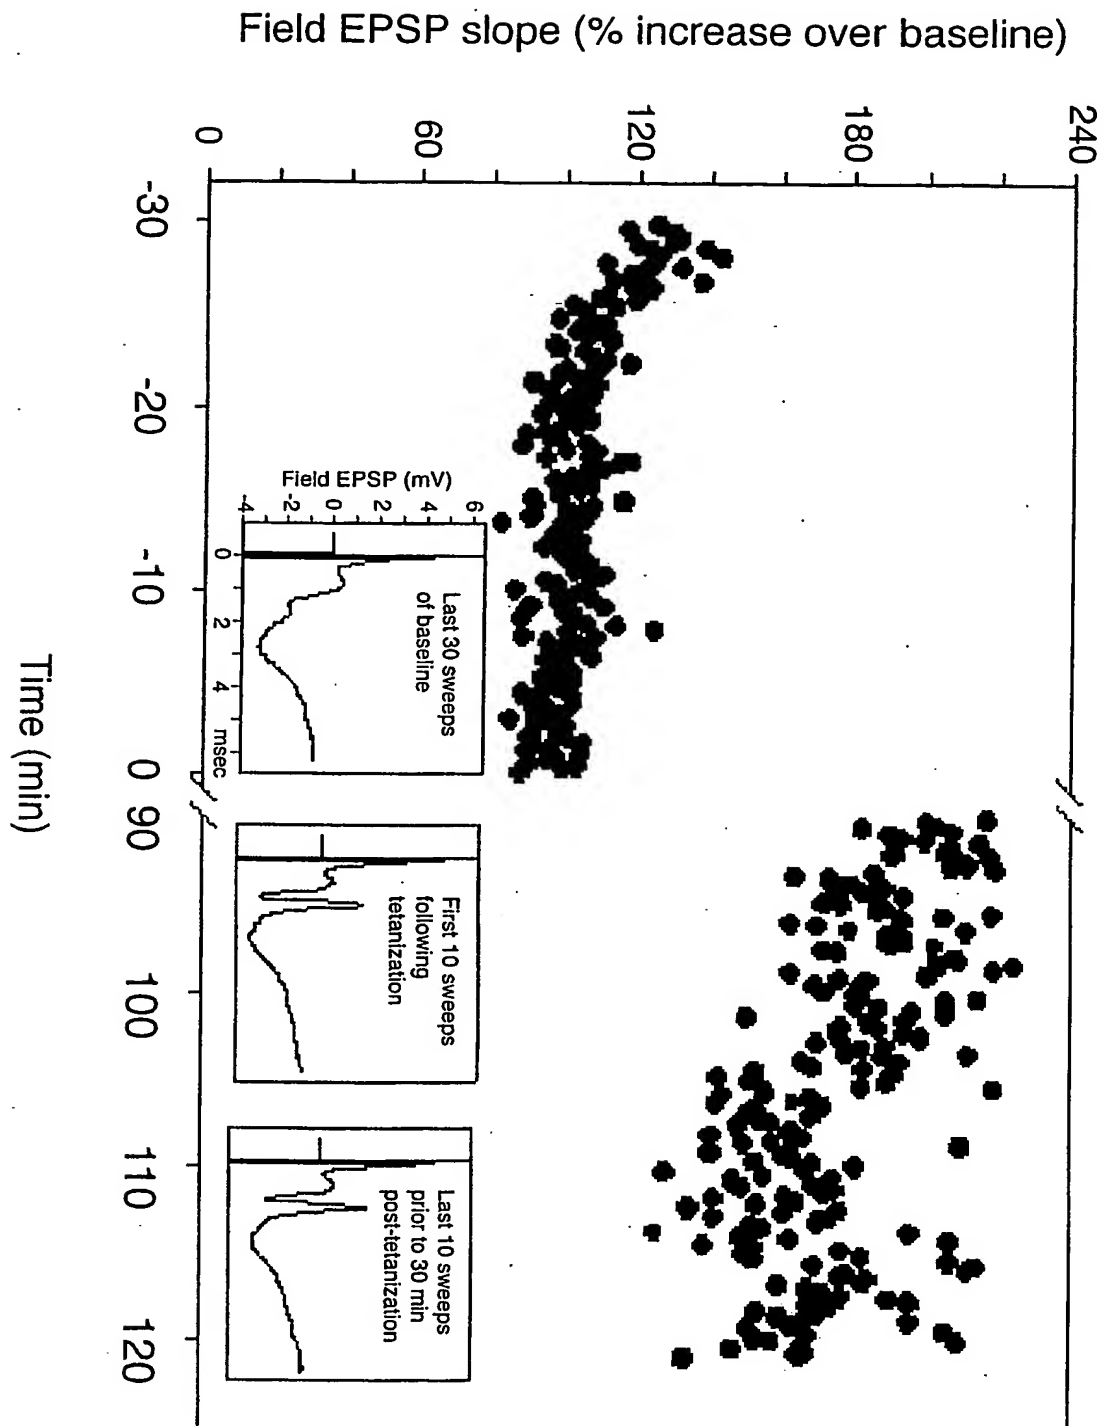 Field EPSP slope (% increase over baseline)
240
180
120
60
0
-30
-20
-10
0
90
100
110
120
Time (min)
Field EPSP (mV)
6
4
2
0
-2
-4
0
2
4
msec
Last 30 sweeps
of baseline
First 10 sweeps
following
tetanization
Last 10 sweeps
prior to 30 min
post-tetanization